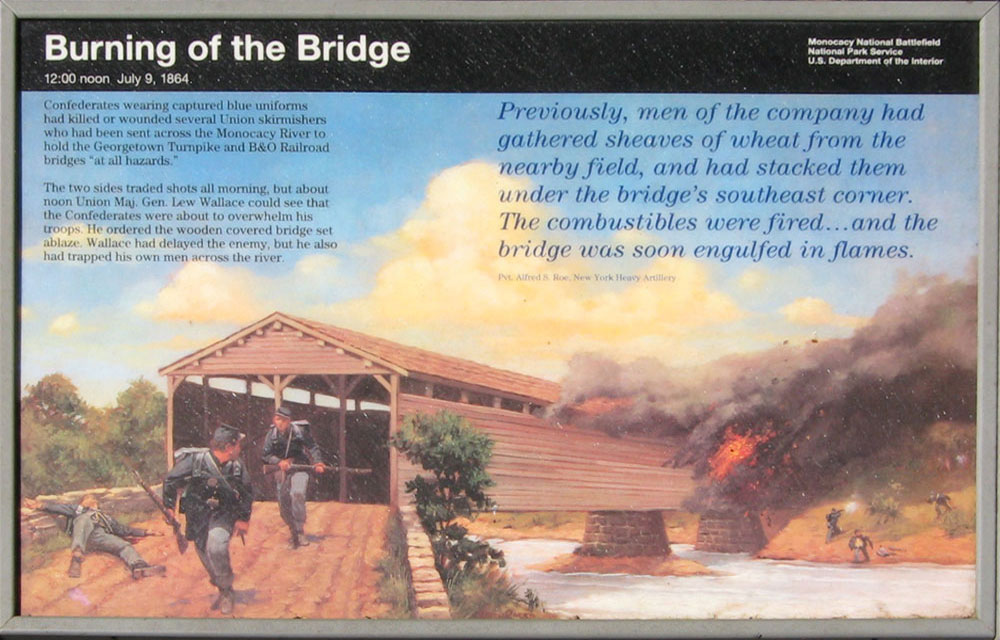 Burning of the Bridge
12:00 noon July 9, 1864
Monocacy National Battlefield
National Park Service
U.S. Department of the Interior
Confederates wearing captured blue uniforms
had killed or wounded several Union skirmishers
who had been sent across the Monocacy River to
hold the Georgetown Turnpike and B&O Railroad
bridges "at all hazards."
The two sides traded shots all morning, but about
noon Union Maj. Gen. Lew Wallace could see that
the Confederates were about to overwhelm his
troops. He ordered the wooden covered bridge set
ablaze. Wallace had delayed the enemy, but he also
had trapped his own men across the river.
Previously, men of the company had
gathered sheaves of wheat from the
nearby field, and had stacked them
under the bridge's southeast corner.
The combustibles were fired...and the
bridge was soon engulfed in flames.
Pvt. Alfred S. Roe, New York Heavy Artillery